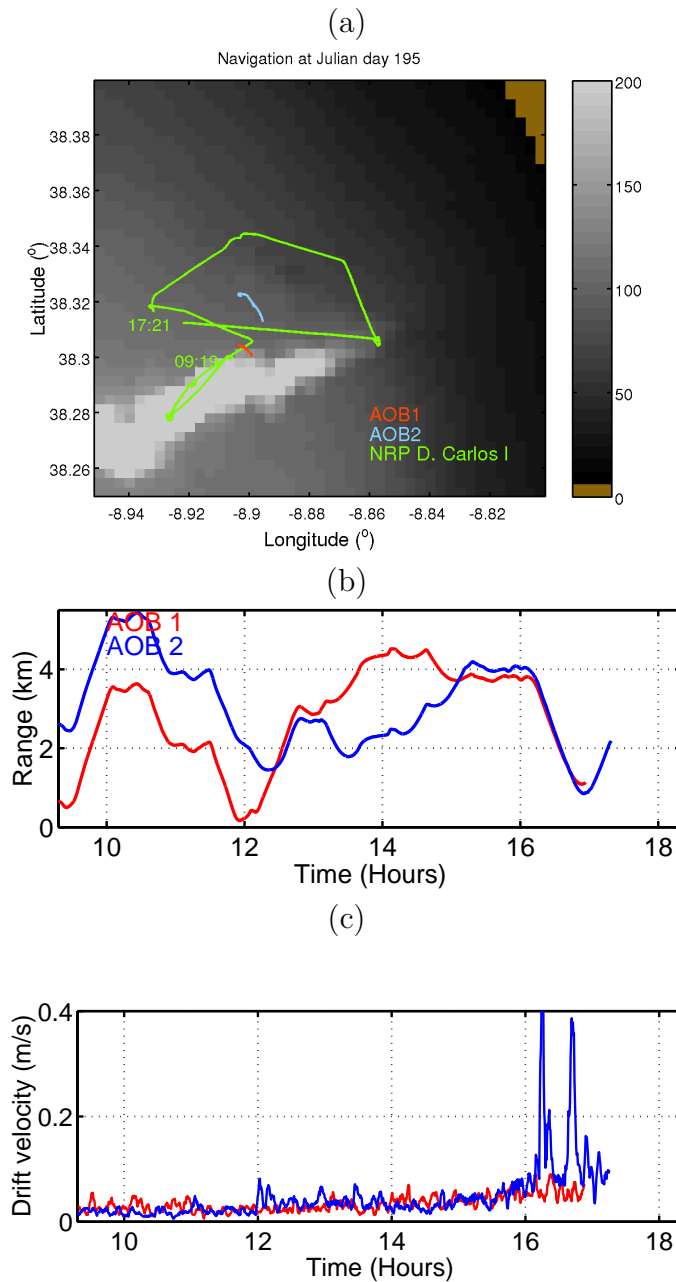 (a)
Navigation at Julian day 195
200
150
100
50
0
38.38
38.36
38.34
38.32
38.3
38.28
38.26
Latitude (º)
17:21
09:19
AOB1
AOB2
NRP D. Carlos I
-8.94 -8.92 -8.9 -8.88 -8.86 -8.84 -8.82
Longitude (º)
(b)
AOB 1
AOB 2
4
2
0
Range (km)
10 12 14 16 18
Time (Hours)
(c)
0.4
0.2
0
Drift velocity (m/s)
10 12 14 16 18
Time (Hours)